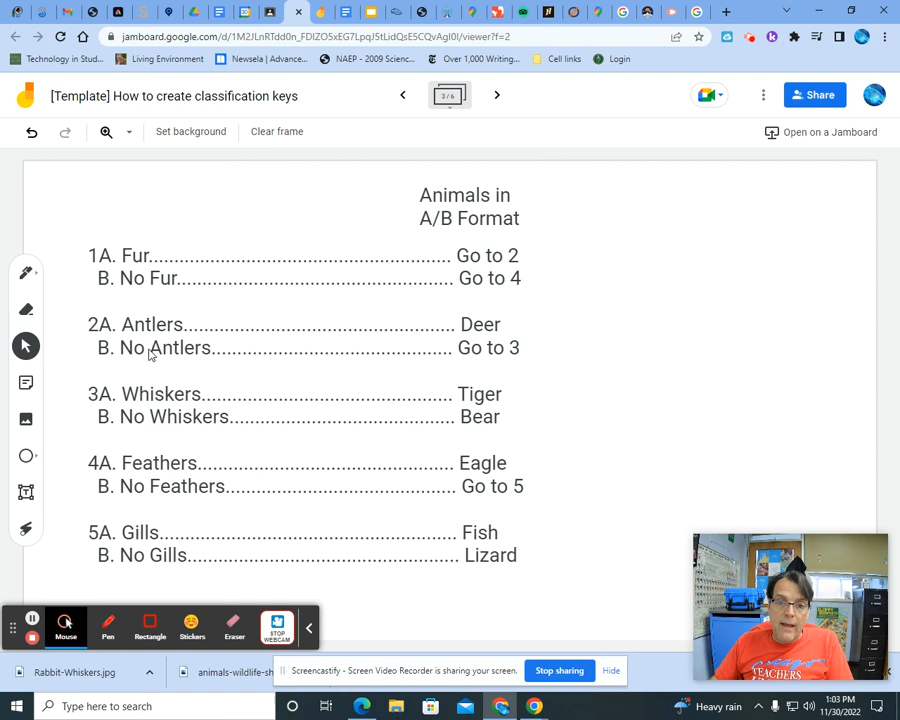 jamboard.google.com/d/1M2JLnRTdd0n_FDIZO5xEG7LpqJ5tLidQsE5CQvAgI0I/viewer?f=2
Technology in Stud...
Living Environment
Newsela | Advance...
NAEP - 2009 Scienc...
Over 1,000 Writing...
Cell links
Login
[Template] How to create classification keys
3 / 6
Share
Set background
Clear frame
Open on a Jamboard
Animals in
A/B Format
1A. Fur.......................................................... Go to 2
B. No Fur..................................................... Go to 4
2A. Antlers.................................................... Deer
B. No Antlers.............................................. Go to 3
3A. Whiskers................................................ Tiger
B. No Whiskers........................................... Bear
4A. Feathers................................................. Eagle
B. No Feathers............................................ Go to 5
5A. Gills......................................................... Fish
B. No Gills.................................................... Lizard
TEACHERS
Mouse
Pen
Rectangle
Stickers
Eraser
STOP
WEBCAM
Rabbit-Whiskers.jpg
animals-wildlife-sh
Screencastify - Screen Video Recorder is sharing your screen.
Stop sharing
Hide
Type here to search
Heavy rain
1:03 PM
11/30/2022